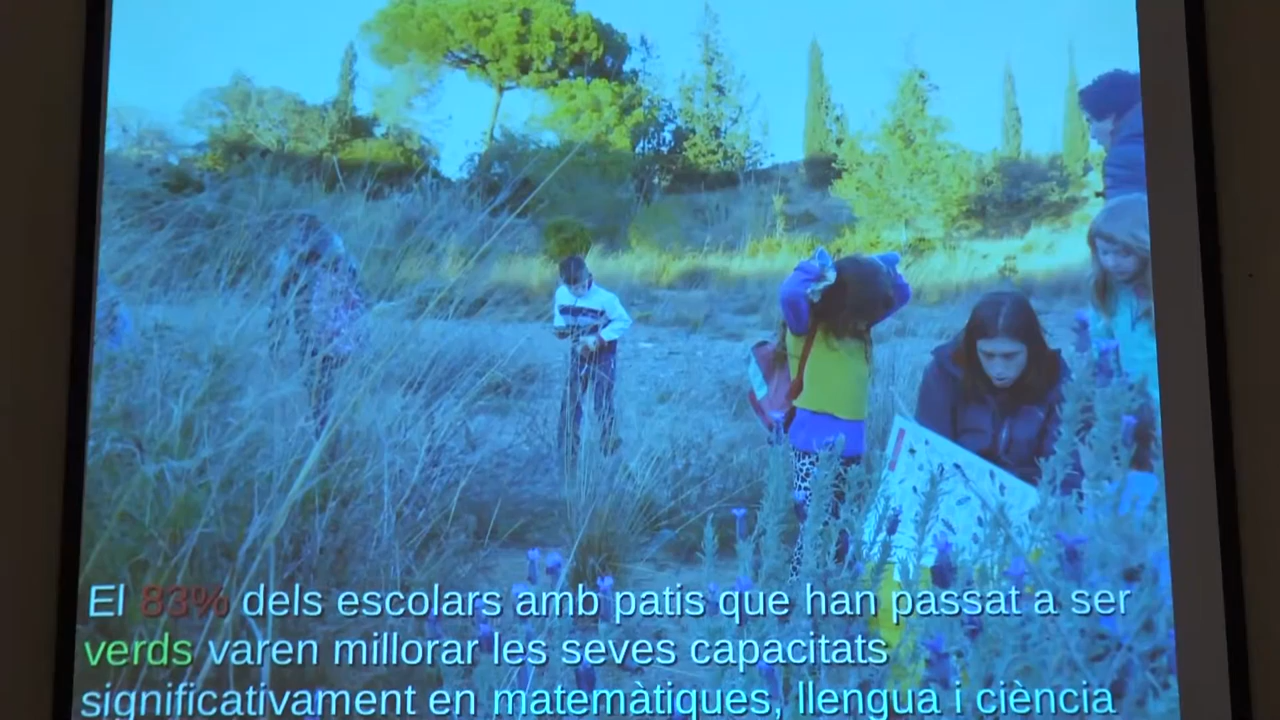 El 83% dels escolars amb patis que han passat a ser
verds varen millorar les seves capacitats
significativament en matemàtiques, llengua i ciència